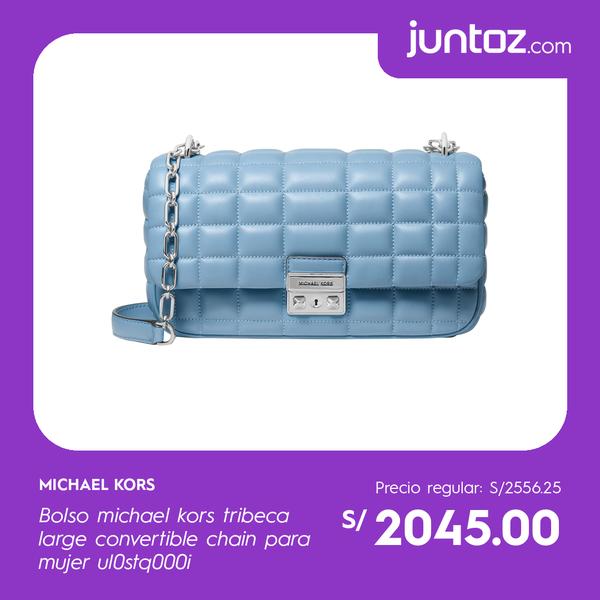 juntoz.com
MICHAEL KORS
MICHAEL KORS
Bolso michael kors tribeca
large convertible chain para
mujer ul0stq000i
Precio regular: S/2556.25
S/ 2045.00